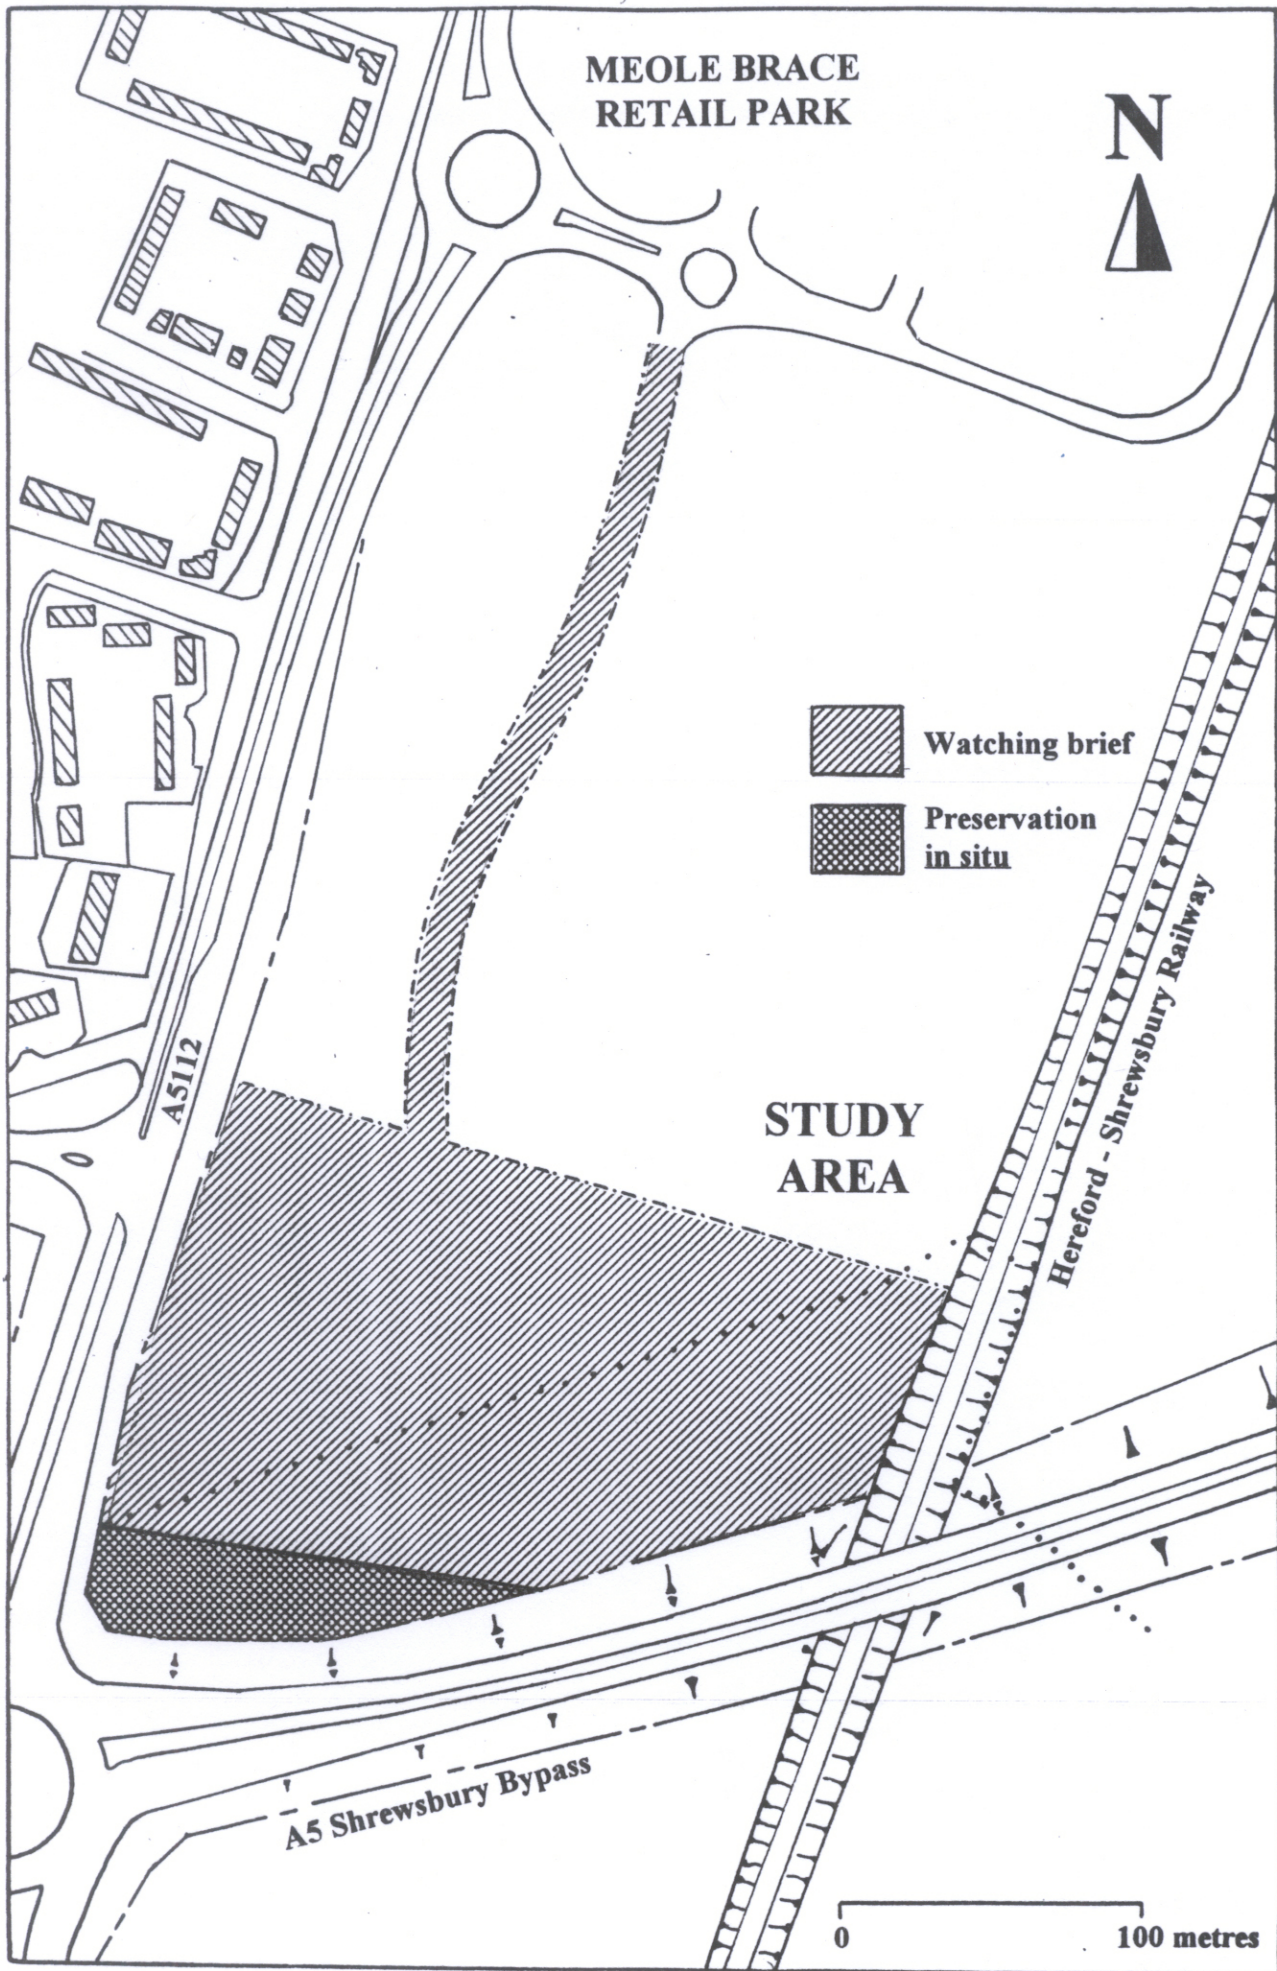 MEOLE BRACE
RETAIL PARK
N
Watching brief
Preservation
in situ
STUDY
AREA
A5112
Hereford - Shrewsbury Railway
A5 Shrewsbury Bypass
0
100 metres